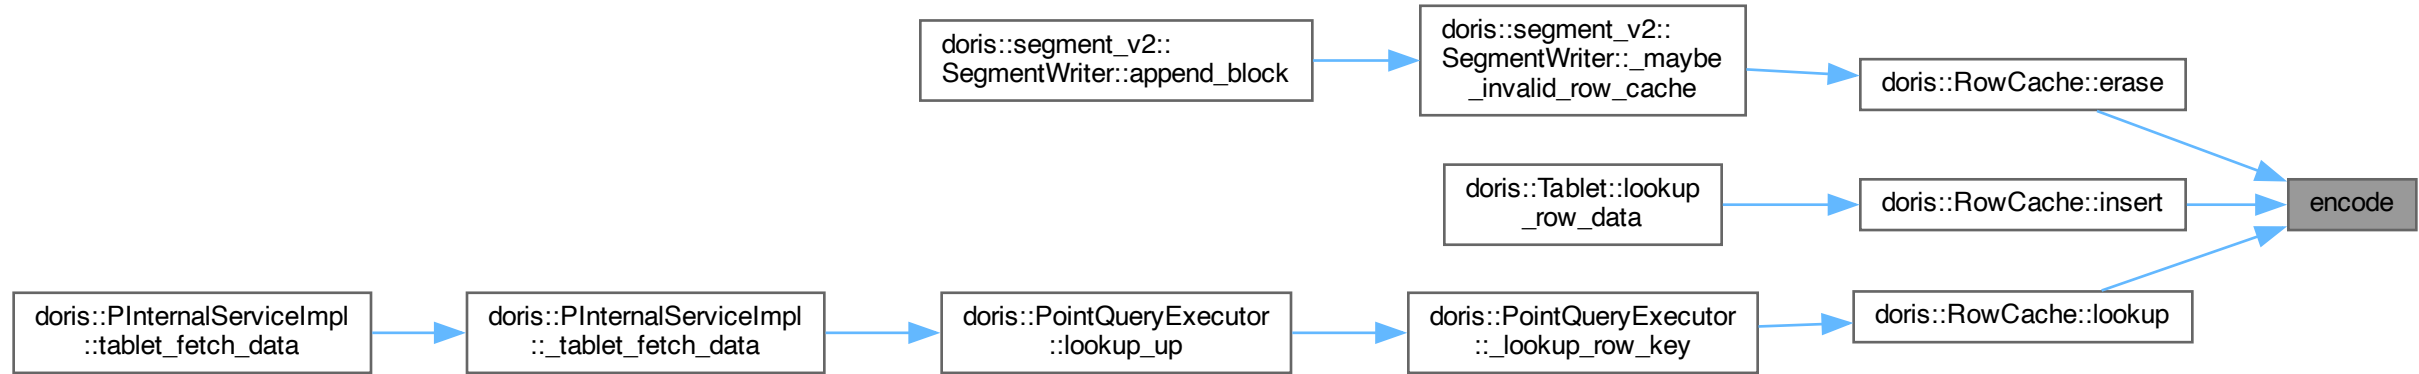 doris::segment_v2::
SegmentWriter::append_block
doris::segment_v2::
SegmentWriter::_maybe
_invalid_row_cache
doris::RowCache::erase
doris::Tablet::lookup
_row_data
doris::RowCache::insert
encode
doris::PInternalServiceImpl
::tablet_fetch_data
doris::PInternalServiceImpl
::_tablet_fetch_data
doris::PointQueryExecutor
::lookup_up
doris::PointQueryExecutor
::_lookup_row_key
doris::RowCache::lookup